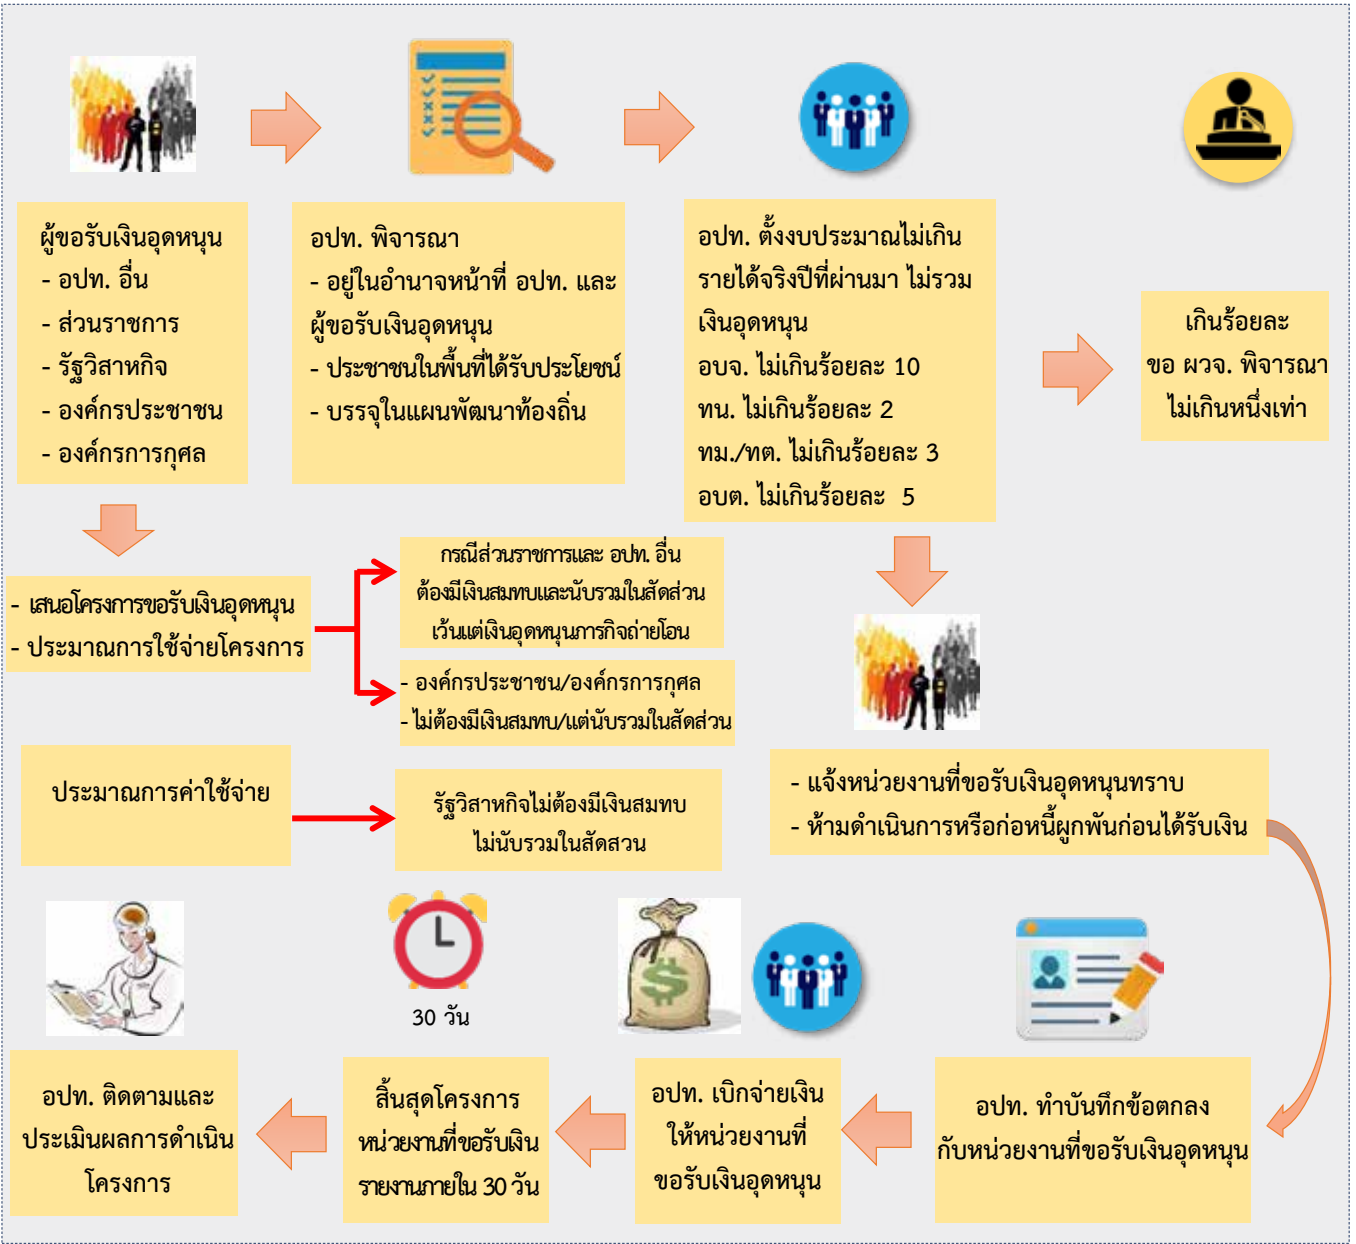 ผู้ขอรับเงินอุดหนุน
- อปท. อื่น
- ส่วนราชการ
- รัฐวิสาหกิจ
- องค์กรประชาชน
- องค์กรการกุศล
อปท. พิจารณา
- อยู่ในอำนาจหน้าที่ อปท. และ
ผู้ขอรับเงินอุดหนุน
- ประชาชนในพื้นที่ได้รับประโยชน์
- บรรจุในแผนพัฒนาท้องถิ่น
อปท. ตั้งงบประมาณไม่เกิน
รายได้จริงปีที่ผ่านมา ไม่รวม
เงินอุดหนุน
อบจ. ไม่เกินร้อยละ 10
ทน. ไม่เกินร้อยละ 2
ทม./ทต. ไม่เกินร้อยละ 3
อบต. ไม่เกินร้อยละ 5
เกินร้อยละ
ขอ ผวจ. พิจารณา
ไม่เกินหนึ่งเท่า
- เสนอโครงการขอรับเงินอุดหนุน
- ประมาณการใช้จ่ายโครงการ
กรณีส่วนราชการและ อปท. อื่น
ต้องมีเงินสมทบและนับรวมในสัดส่วน
เว้นแต่เงินอุดหนุนภารกิจถ่ายโอน
- องค์กรประชาชน/องค์กรการกุศล
- ไม่ต้องมีเงินสมทบ/แต่นับรวมในสัดส่วน
ประมาณการค่าใช้จ่าย
รัฐวิสาหกิจไม่ต้องมีเงินสมทบ
ไม่นับรวมในสัดสวน
- แจ้งหน่วยงานที่ขอรับเงินอุดหนุนทราบ
- ห้ามดำเนินการหรือก่อหนี้ผูกพันก่อนได้รับเงิน
30 วัน
อปท. ติดตามและ
ประเมินผลการดำเนิน
โครงการ
สิ้นสุดโครงการ
หน่วยงานที่ขอรับเงิน
รายงานภายใน 30 วัน
อปท. เบิกจ่ายเงิน
ให้หน่วยงานที่
ขอรับเงินอุดหนุน
อปท. ทำบันทึกข้อตกลง
กับหน่วยงานที่ขอรับเงินอุดหนุน